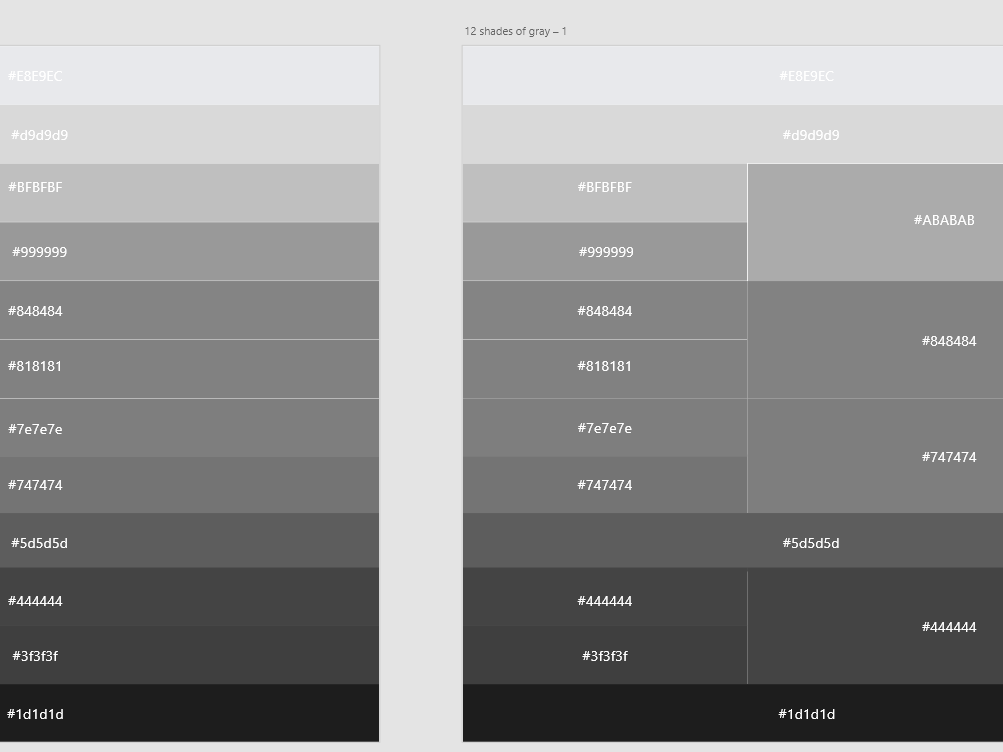 12 shades of gray – 1
#E8E9EC
#d9d9d9
#BFBFBF
#999999
#848484
#818181
#7e7e7e
#747474
#5d5d5d
#444444
#3f3f3f
#1d1d1d
#E8E9EC
#d9d9d9
#BFBFBF
#ABABAB
#999999
#848484
#848484
#818181
#7e7e7e
#747474
#747474
#5d5d5d
#444444
#444444
#3f3f3f
#1d1d1d